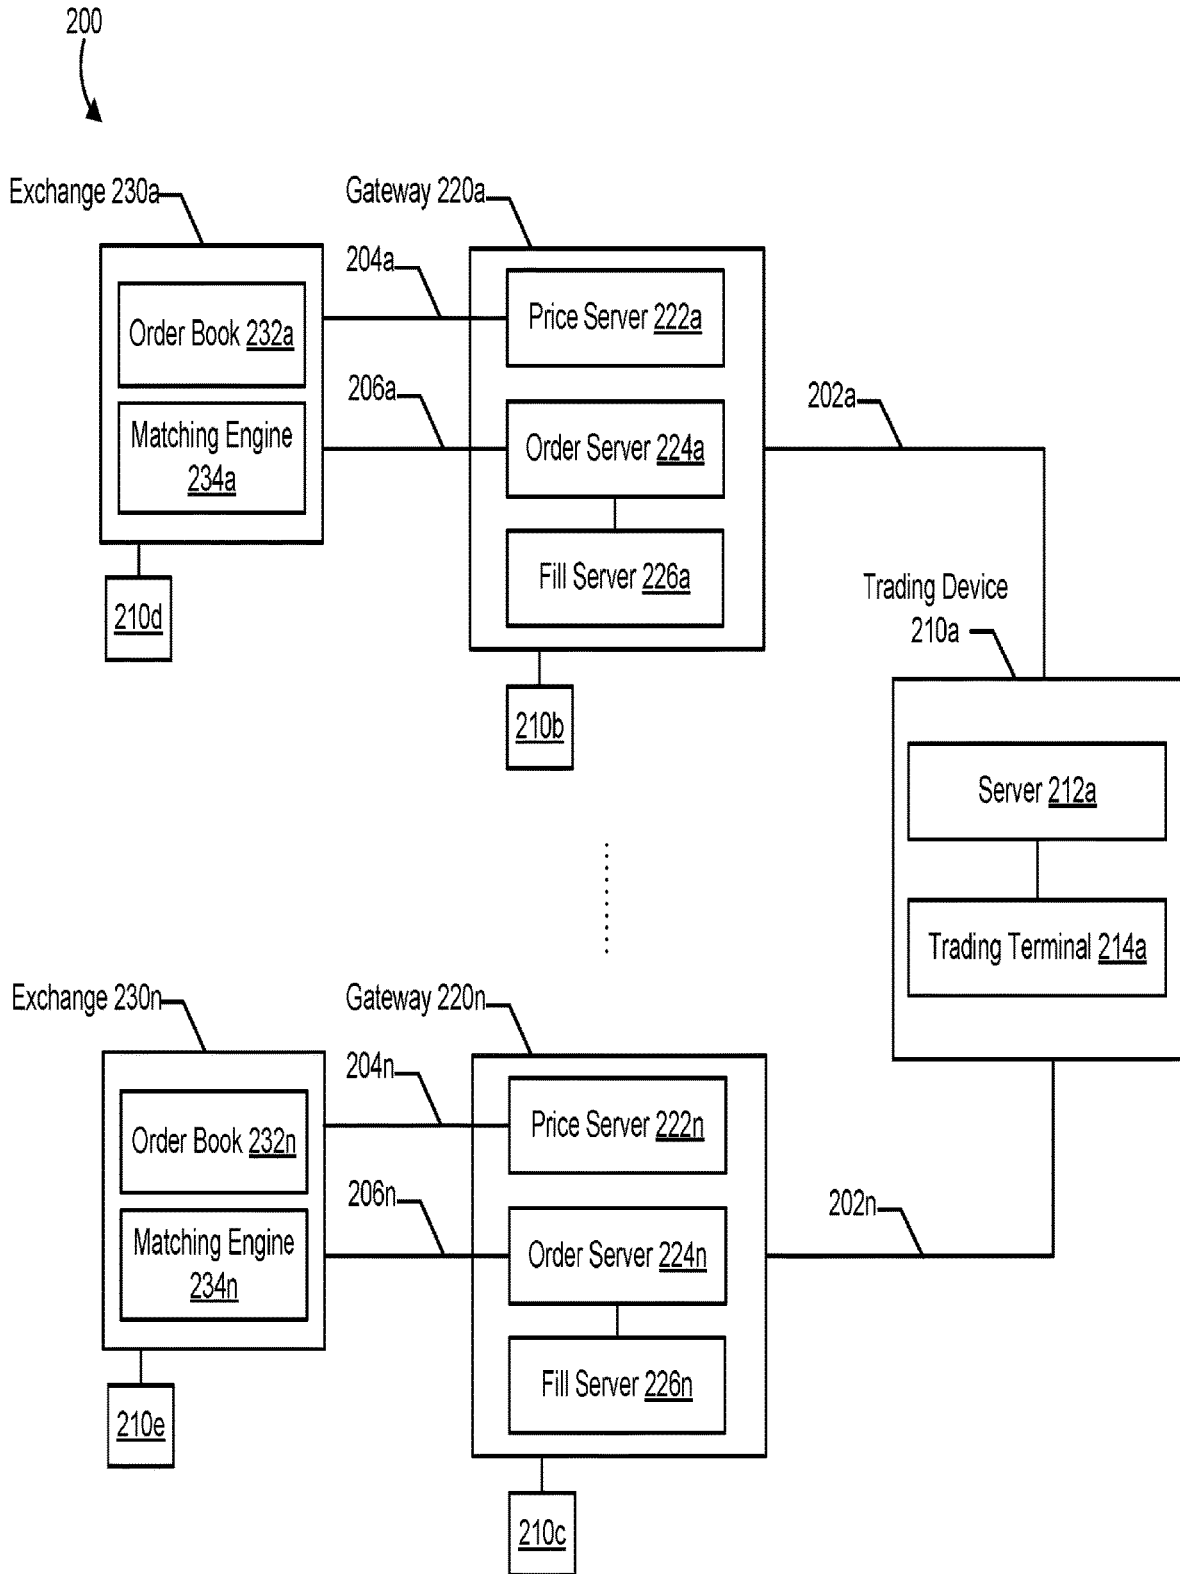 200
Exchange 230a
Gateway 220a
204a
Price Server 222a
Order Book 232a
206a
202a
Matching Engine
234a
Order Server 224a
Fill Server 226a
210d
Trading Device
210a
210b
Server 212a
Trading Terminal 214a
Exchange 230n
Gateway 220n
204n
Price Server 222n
Order Book 232n
206n
202n
Matching Engine
234n
Order Server 224n
Fill Server 226n
210e
210c